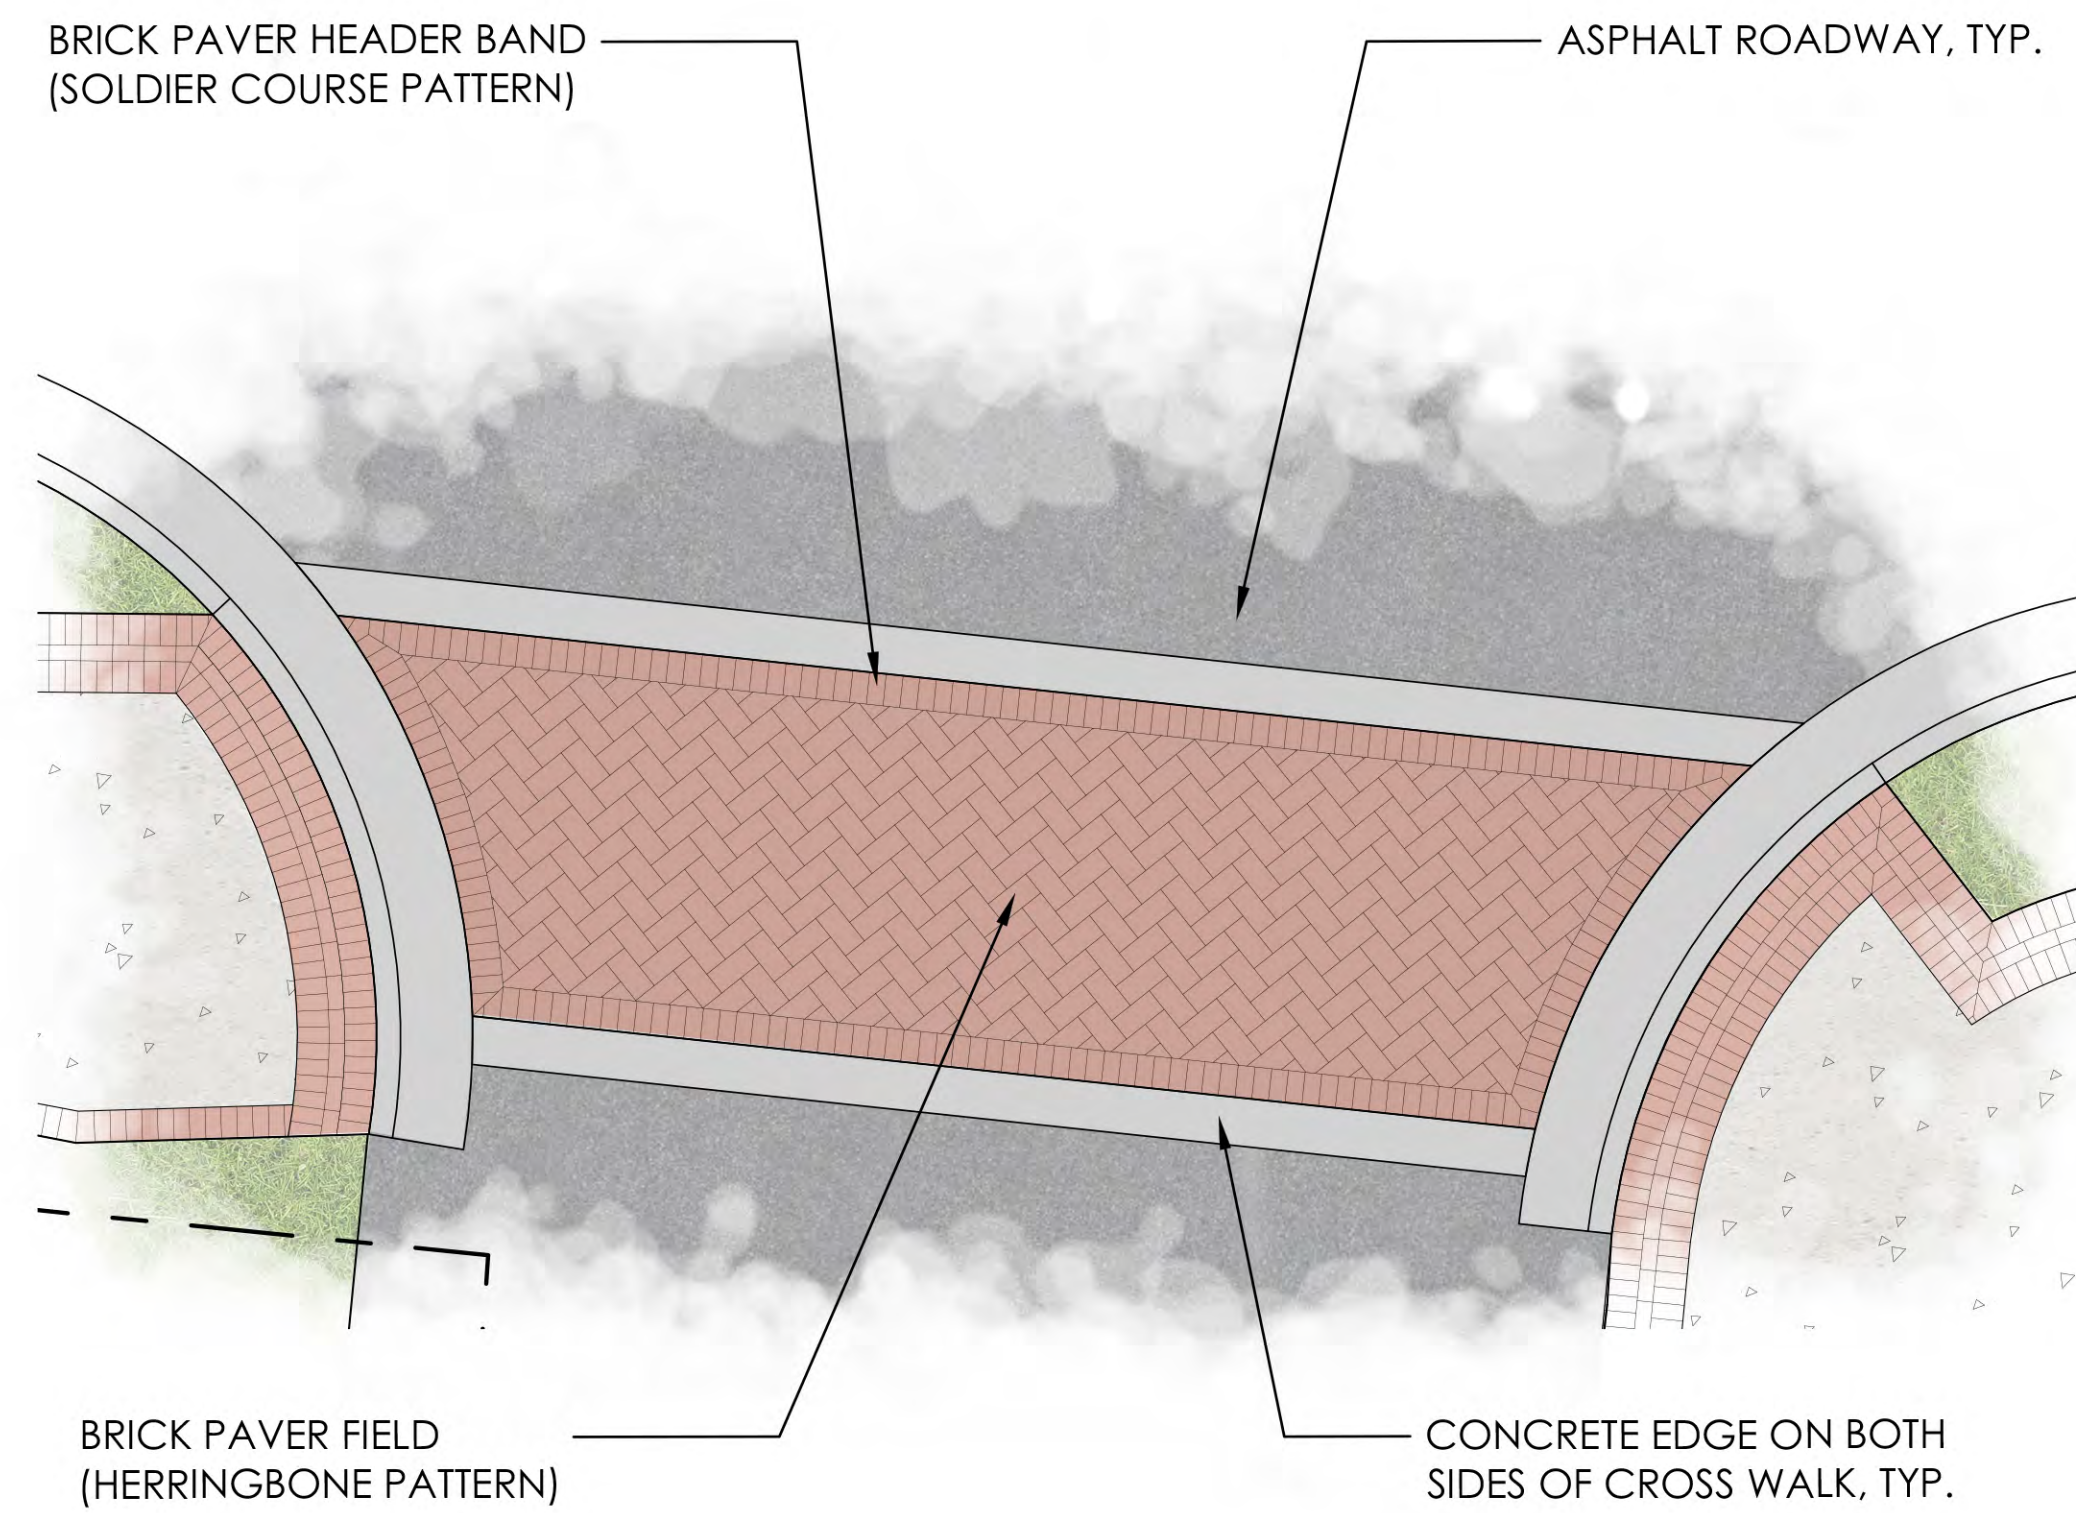 BRICK PAVER HEADER BAND
(SOLDIER COURSE PATTERN)
ASPHALT ROADWAY, TYP.
BRICK PAVER FIELD
(HERRINGBONE PATTERN)
CONCRETE EDGE ON BOTH
SIDES OF CROSS WALK, TYP.